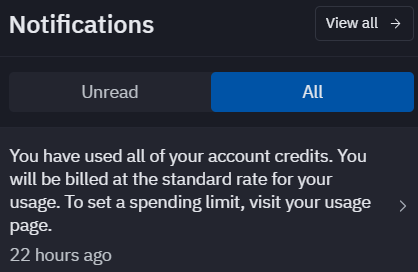 Notifications
View all →
Unread
All
You have used all of your account credits. You
will be billed at the standard rate for your
usage. To set a spending limit, visit your usage
page.
22 hours ago